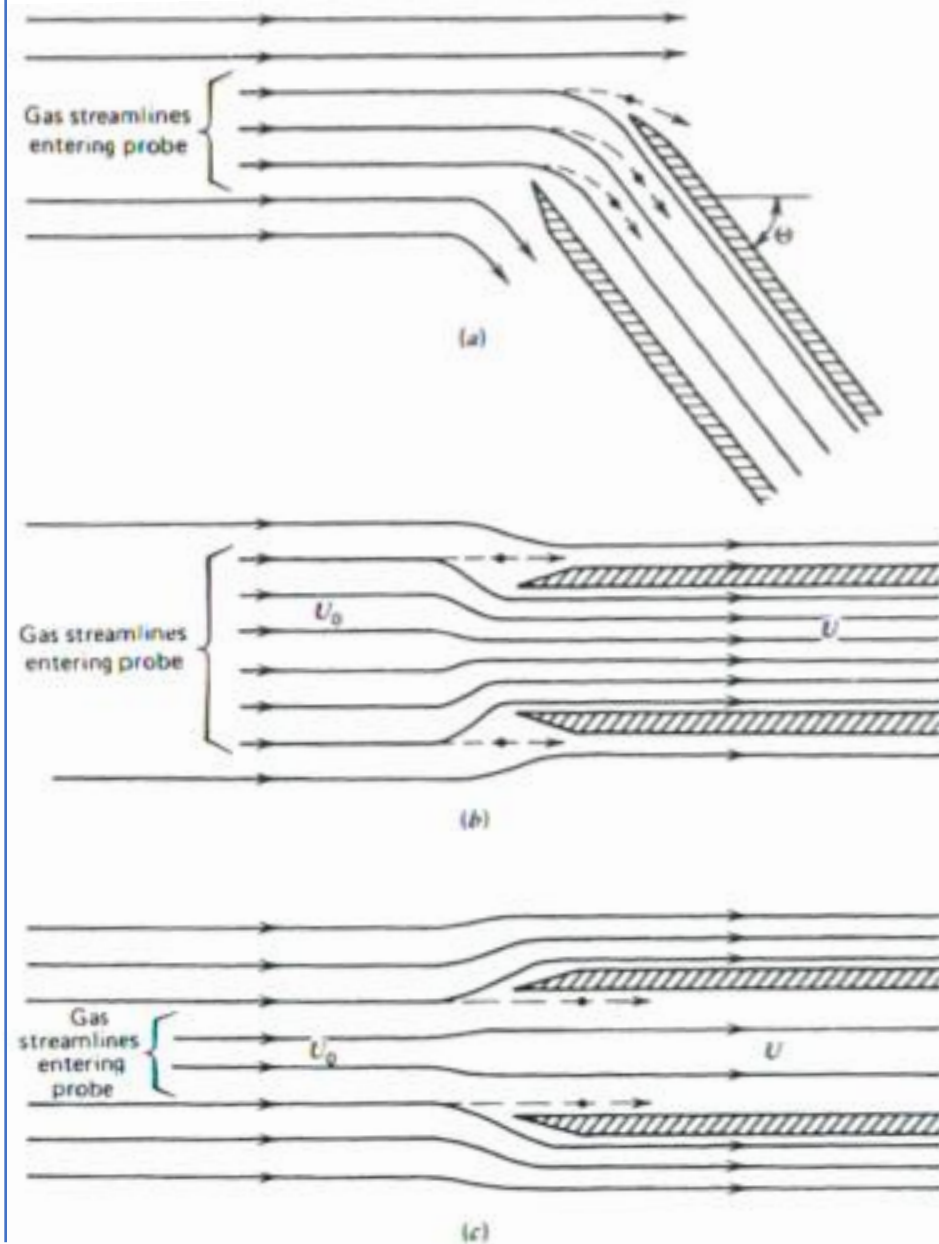 Gas streamlines
entering probe
Θ
(a)
Gas streamlines
entering probe
U₀
U
(b)
Gas
streamlines
entering
probe
U₀
U
(c)